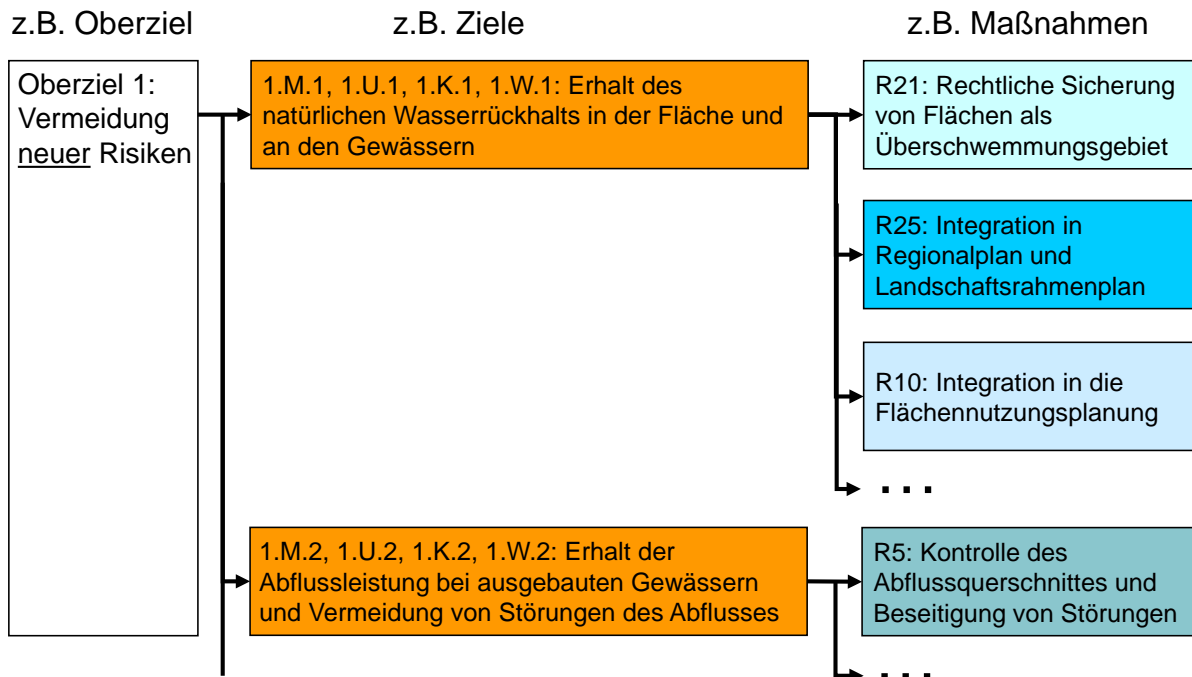 z.B. Oberziel
z.B. Ziele
z.B. Maßnahmen
Oberziel 1:
Vermeidung
neuer Risiken
1.M.1, 1.U.1, 1.K.1, 1.W.1: Erhalt des
natürlichen Wasserrückhalts in der Fläche und
an den Gewässern
R21: Rechtliche Sicherung
von Flächen als
Überschwemmungsgebiet
R25: Integration in
Regionalplan und
Landschaftsrahmenplan
R10: Integration in die
Flächennutzungsplanung
. . .
1.M.2, 1.U.2, 1.K.2, 1.W.2: Erhalt der
Abflussleistung bei ausgebauten Gewässern
und Vermeidung von Störungen des Abflusses
R5: Kontrolle des
Abflussquerschnittes und
Beseitigung von Störungen
. . .